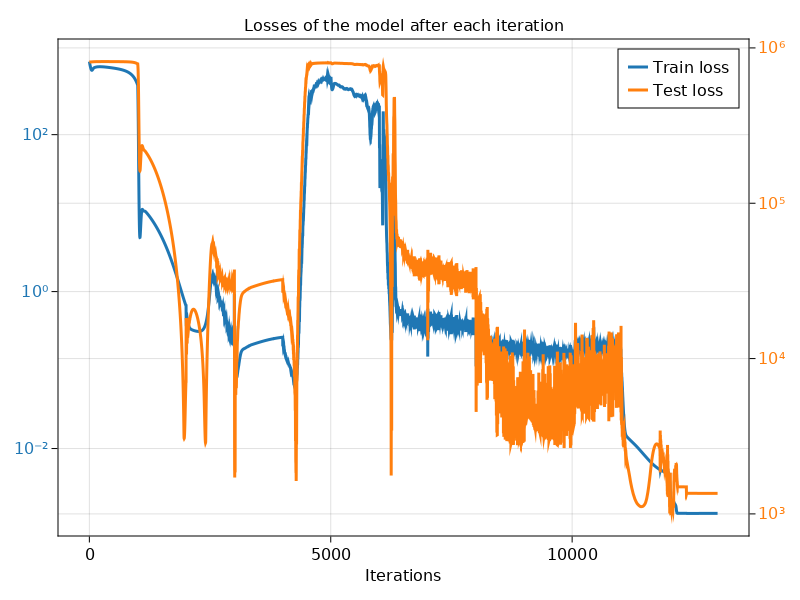 Losses of the model after each iteration
Train loss
Test loss
10²
10⁰
10⁻²
10⁶
10⁵
10⁴
10³
0
5000
10000
Iterations